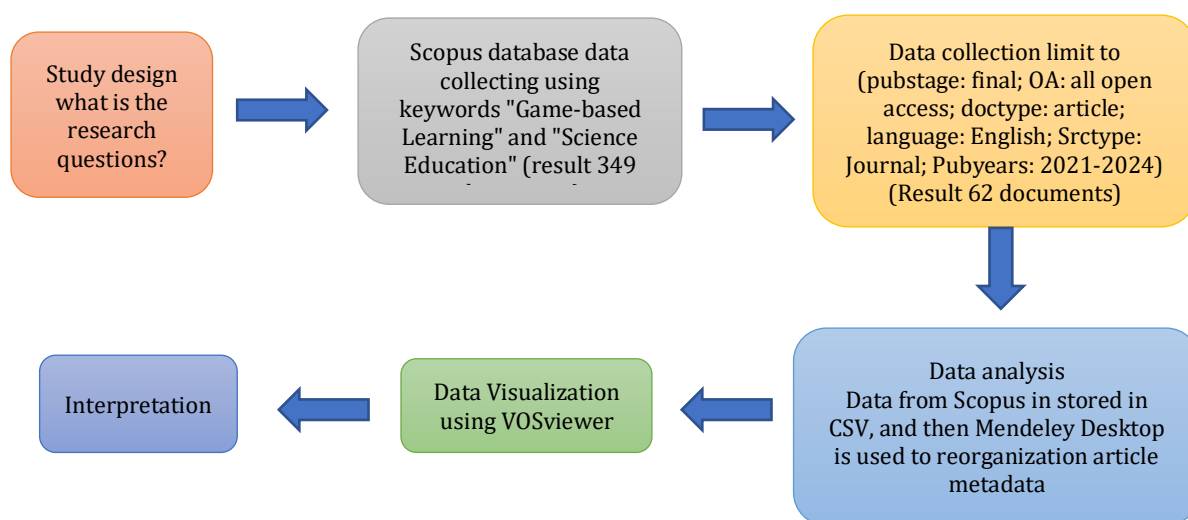 Study design
what is the
research
questions?
Scopus database data
collecting using
keywords "Game-based
Learning" and "Science
Education" (result 349
Data collection limit to
(pubstage: final; OA: all open
access; doctype: article;
language: English; Srctype:
Journal; Pubyears: 2021-2024)
(Result 62 documents)
Data analysis
Data from Scopus in stored in
CSV, and then Mendeley Desktop
is used to reorganization article
metadata
Data Visualization
using VOSviewer
Interpretation